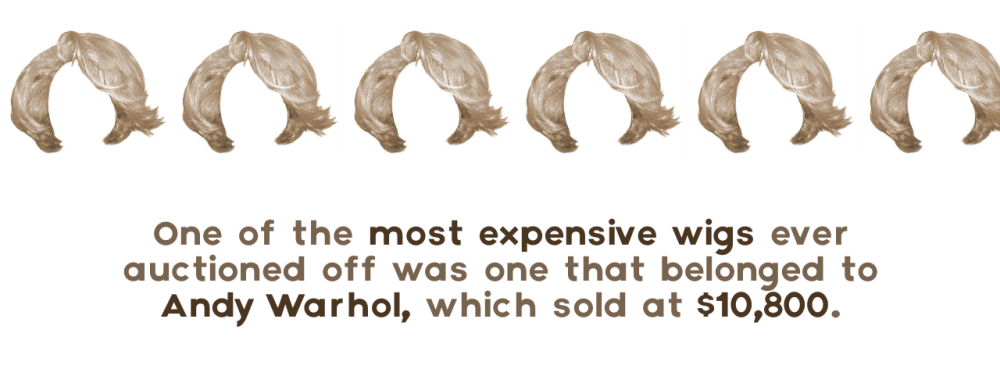 One of the most expensive wigs ever
auctioned off was one that belonged to
Andy Warhol, which sold at $10,800.